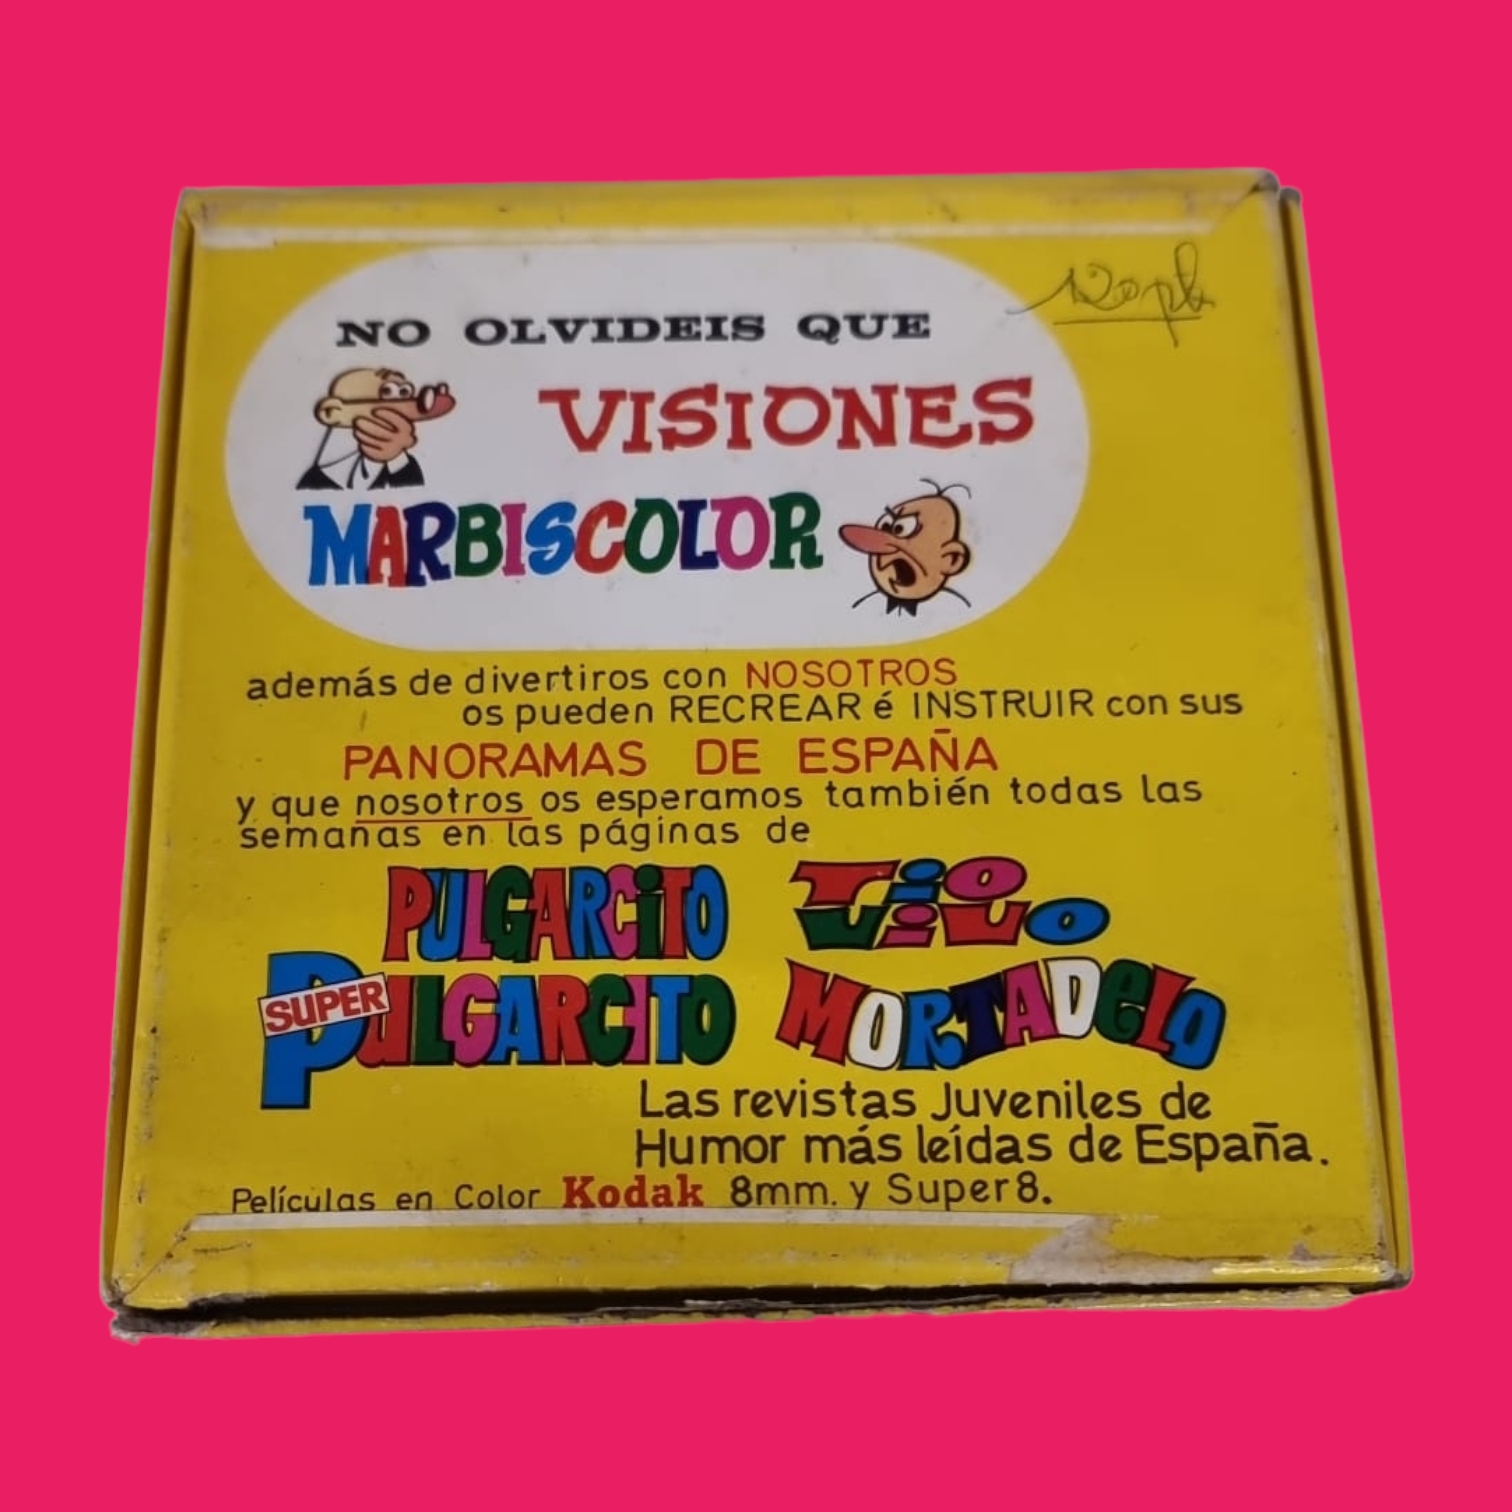 NO OLVIDEIS QUE
VISIONES
MARBISCOLOR
además de divertiros con NOSOTROS
os pueden RECREAR é INSTRUIR con sus
PANORAMAS DE ESPAÑA
y que nosotros os esperamos también todas las
semanas en las páginas de
PULGARCITO TIO VIVO
SUPER PULGARCITO MORTADELO
Las revistas Juveniles de
Humor más leídas de España.
Películas en Color Kodak 8mm. y Super 8.